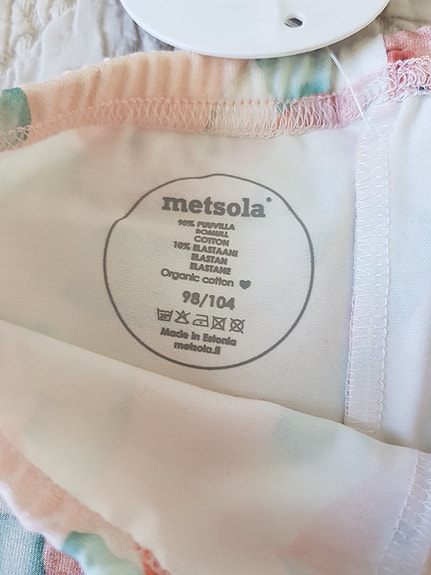 metsola®
90% PUUVILLA
BOMULL
COTTON
10% ELASTAANI
ELASTAN
ELASTANE
Organic cotton
98/104
Made in Estonia
metsola.fi